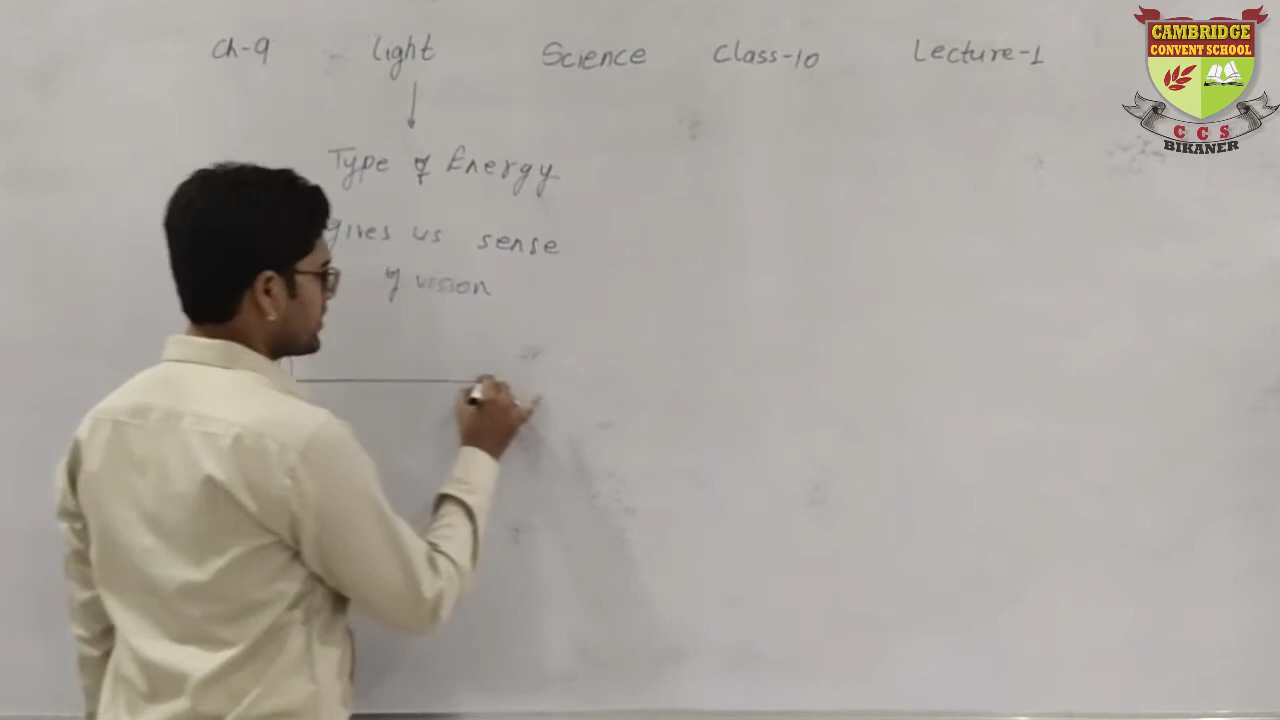 Ch-9 - light Science Class-10 Lecture-1
Type of Energy
gives us sense
of vision
CAMBRIDGE
CONVENT SCHOOL
C C S
BIKANER